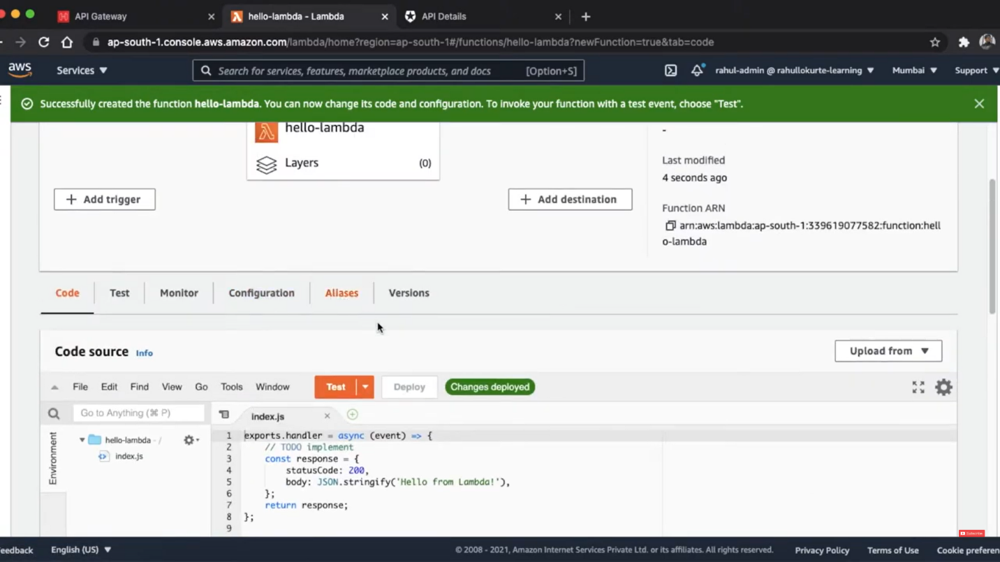 API Gateway
hello-lambda - Lambda
API Details
ap-south-1.console.aws.amazon.com/lambda/home?region=ap-south-1#/functions/hello-lambda?newFunction=true&tab=code
aws
Services
Search for services, features, marketplace products, and docs
[Option+S]
rahul-admin @ rahullokurte-learning
Mumbai
Support
Successfully created the function hello-lambda. You can now change its code and configuration. To invoke your function with a test event, choose "Test".
hello-lambda
Layers
(0)
+ Add trigger
+ Add destination
-
Last modified
4 seconds ago
Function ARN
arn:aws:lambda:ap-south-1:339619077582:function:hell
o-lambda
Code
Test
Monitor
Configuration
Aliases
Versions
Code source
Info
Upload from
File
Edit
Find
View
Go
Tools
Window
Test
Deploy
Changes deployed
Go to Anything (⌘ P)
index.js
Environment
hello-lambda - /
index.js
1 exports.handler = async (event) => {
2 // TODO implement
3 const response = {
4 statusCode: 200,
5 body: JSON.stringify('Hello from Lambda!'),
6 };
7 return response;
8 };
9
Subscribe
eedback
English (US)
© 2008 - 2021, Amazon Internet Services Private Ltd. or its affiliates. All rights reserved.
Privacy Policy
Terms of Use
Cookie preferen